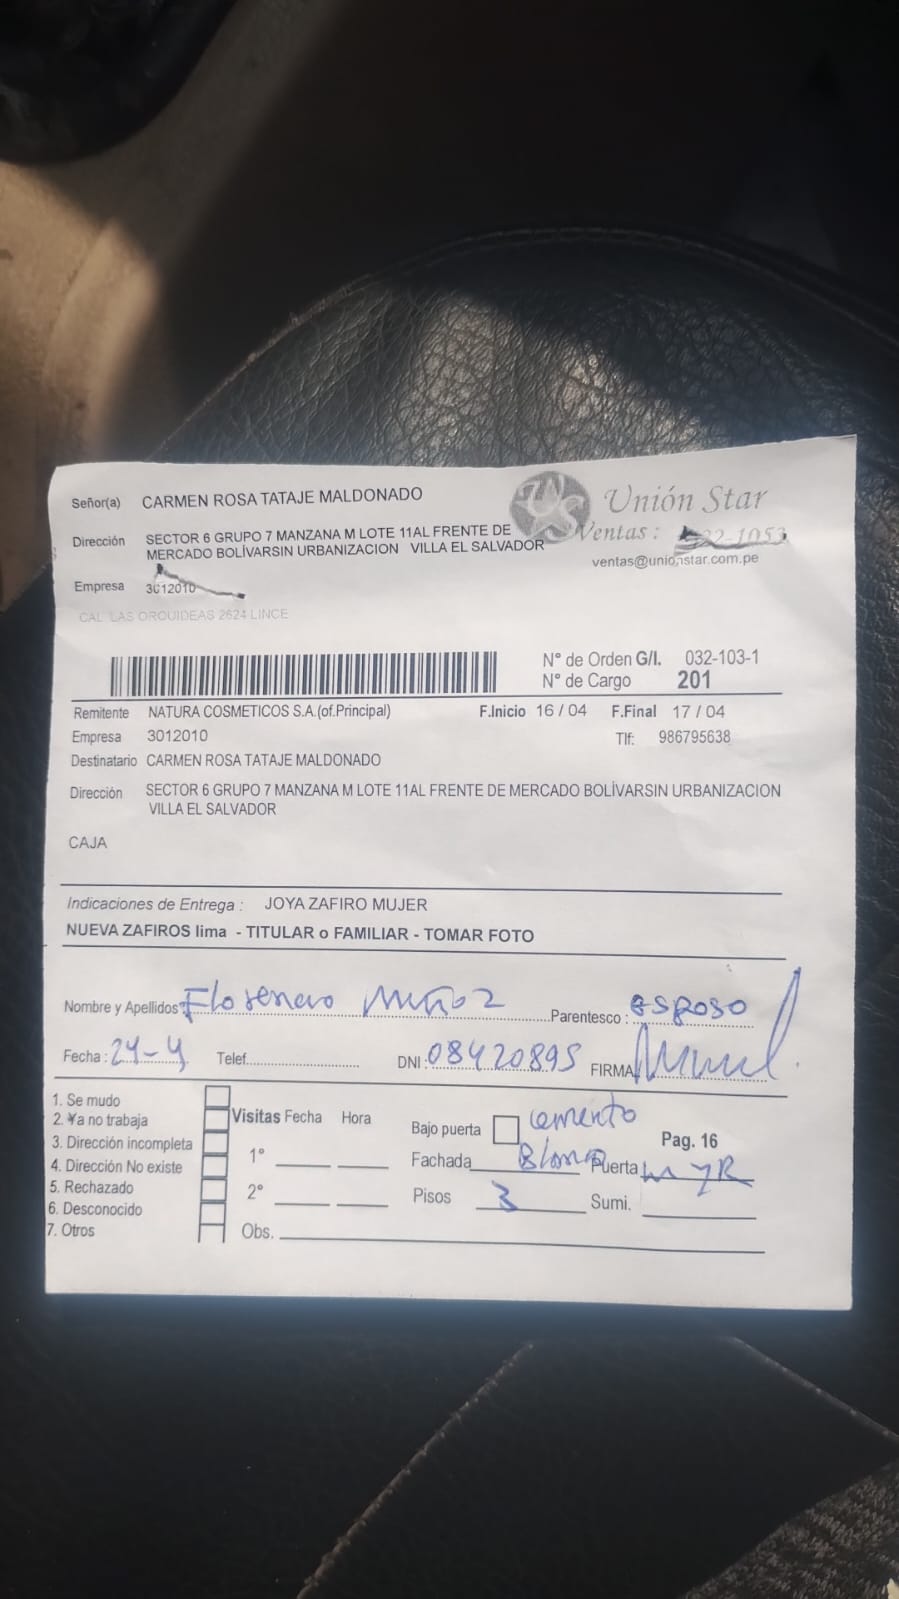 Señor(a) CARMEN ROSA TATAJE MALDONADO
Unión Star
Dirección SECTOR 6 GRUPO 7 MANZANA M LOTE 11AL FRENTE DE
MERCADO BOLÍVARSIN URBANIZACION VILLA EL SALVADOR
Ventas : 22-1053
ventas@unionstar.com.pe
Empresa 3012010
CAL LAS ORQUIDEAS 2624 LINCE
N° de Orden G/I. 032-103-1
N° de Cargo 201
Remitente NATURA COSMETICOS S.A.(of.Principal) F.Inicio 16 / 04 F.Final 17 / 04
Empresa 3012010 Tlf: 986795638
Destinatario CARMEN ROSA TATAJE MALDONADO
Dirección SECTOR 6 GRUPO 7 MANZANA M LOTE 11AL FRENTE DE MERCADO BOLÍVARSIN URBANIZACION
VILLA EL SALVADOR
CAJA
Indicaciones de Entrega : JOYA ZAFIRO MUJER
NUEVA ZAFIROS lima - TITULAR o FAMILIAR - TOMAR FOTO
Nombre y Apellidos: Muñoz Parentesco : esposo
Fecha : 24-4 Telef. DNI: 08420895 FIRMA
1. Se mudo
2. Ya no trabaja
3. Dirección incompleta
4. Dirección No existe
5. Rechazado
6. Desconocido
7. Otros
Visitas Fecha Hora
1°
2°
Obs.
Bajo puerta cemento
Pag. 16
Fachada Puerta
Pisos 3 Sumi.